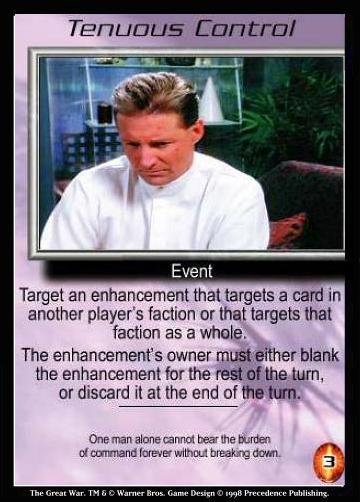 Tenuous Control
Event
Target an enhancement that targets a card in
another player's faction or that targets that
faction as a whole.
The enhancement's owner must either blank
the enhancement for the rest of the turn,
or discard it at the end of the turn.
One man alone cannot bear the burden
of command forever without breaking down.
3
The Great War. TM & © Warner Bros. Game Design © 1998 Precedence Publishing.